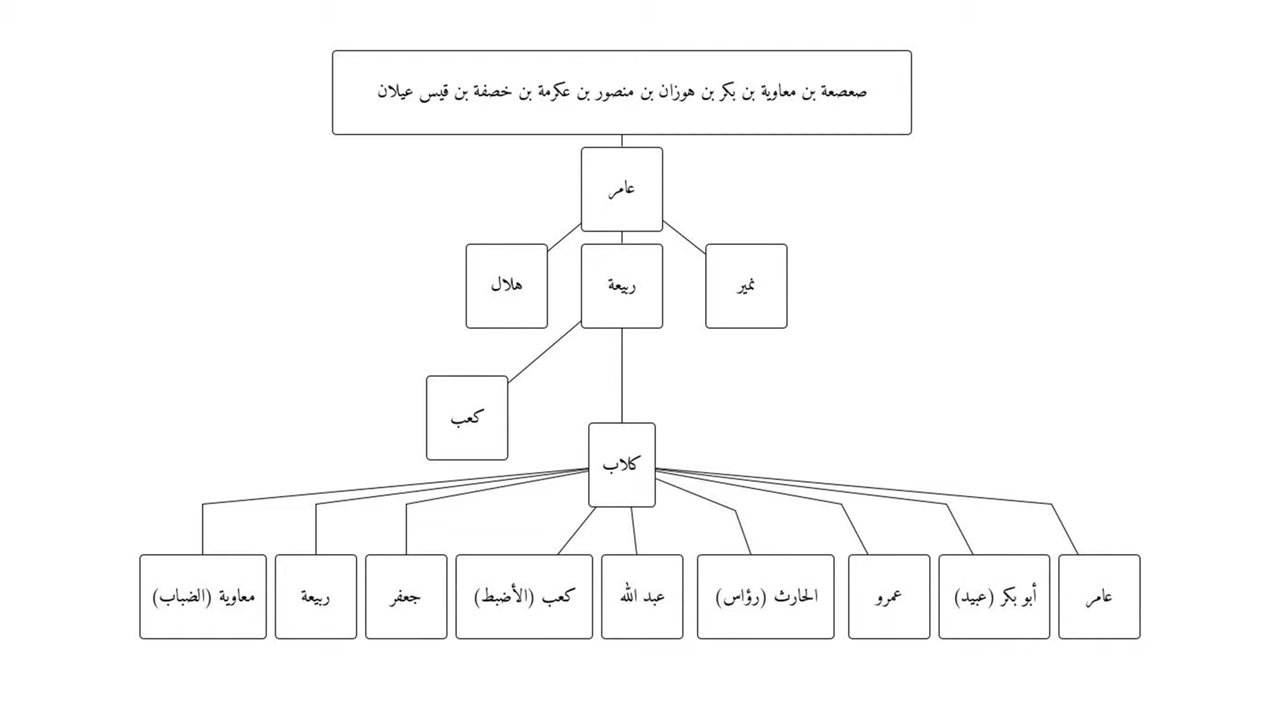 صعصعة بن معاوية بن بكر بن هوزان بن منصور بن عكرمة بن خصفة بن قيس عيلان
عامر
نمير
ربيعة
هلال
كعب
كلاب
عامر
أبو بكر (عبيد)
عمرو
الحارث (رؤاس)
عبد الله
كعب (الأضبط)
جعفر
ربيعة
معاوية (الضباب)